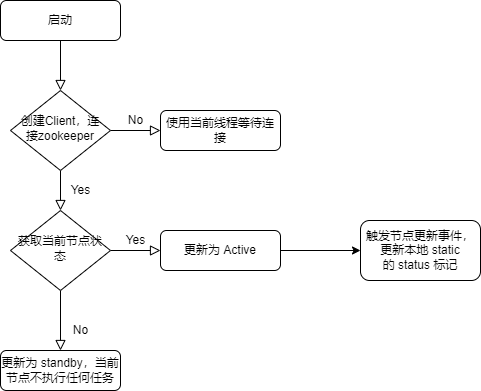 启动
创建Client，连
接zookeeper
No
使用当前线程等待连
接
Yes
获取当前节点状
态
Yes
更新为 Active
触发节点更新事件，
更新本地 static
的 status 标记
No
更新为 standby，当前
节点不执行任何任务